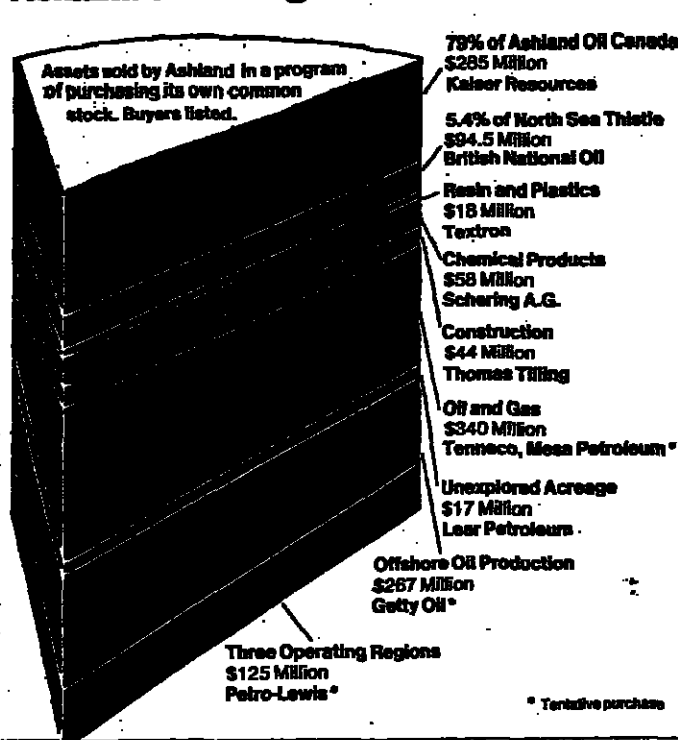 Assets sold by Ashland in a program
of purchasing its own common
stock. Buyers listed.
79% of Ashland Oil Canada
$285 Million
Kaiser Resources
5.4% of North Sea Thistle
$94.5 Million
British National Oil
Resin and Plastics
$18 Million
Textron
Chemical Products
$58 Million
Schering A.G.
Construction
$44 Million
Thomas Tilling
Oil and Gas
$340 Million
Tenneco, Mesa Petroleum*
Unexplored Acreage
$17 Million
Lear Petroleum
Offshore Oil Production
$267 Million
Getty Oil*
Three Operating Regions
$125 Million
Petro-Lewis*
* Tentative purchase